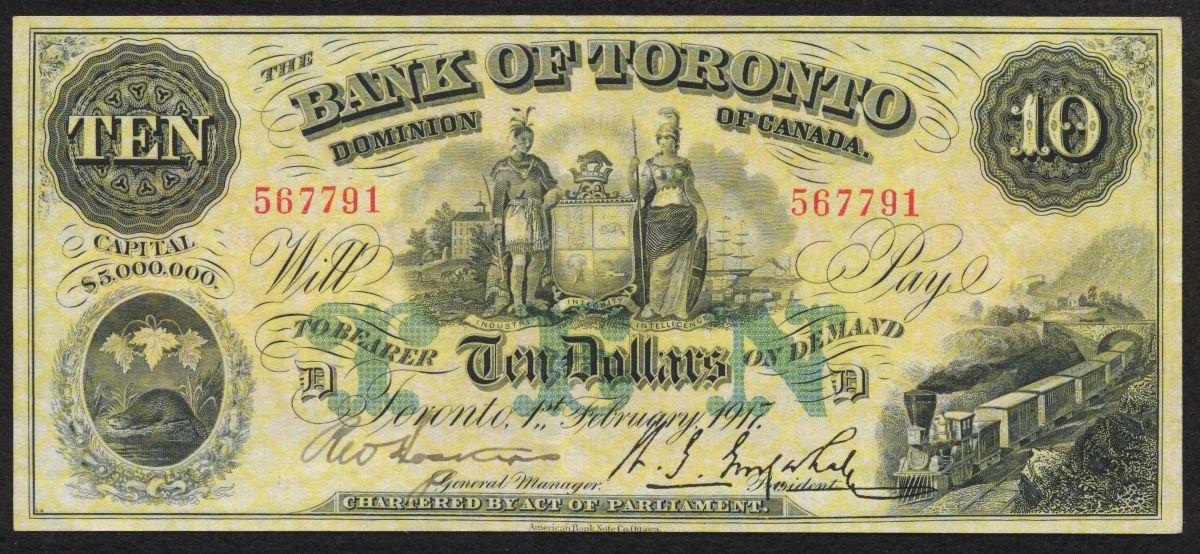 THE
BANK OF TORONTO
DOMINION OF CANADA.
TEN
10
567791 567791
CAPITAL
$5,000,000.
Will Pay
INDUSTRY INTEGRITY INTELLIGENCE
TEN
TO BEARER Ten Dollars ON DEMAND
D D
Toronto, 1st February, 1917.
General Manager. President
CHARTERED BY ACT OF PARLIAMENT.
American Bank Note Co. Ottawa.